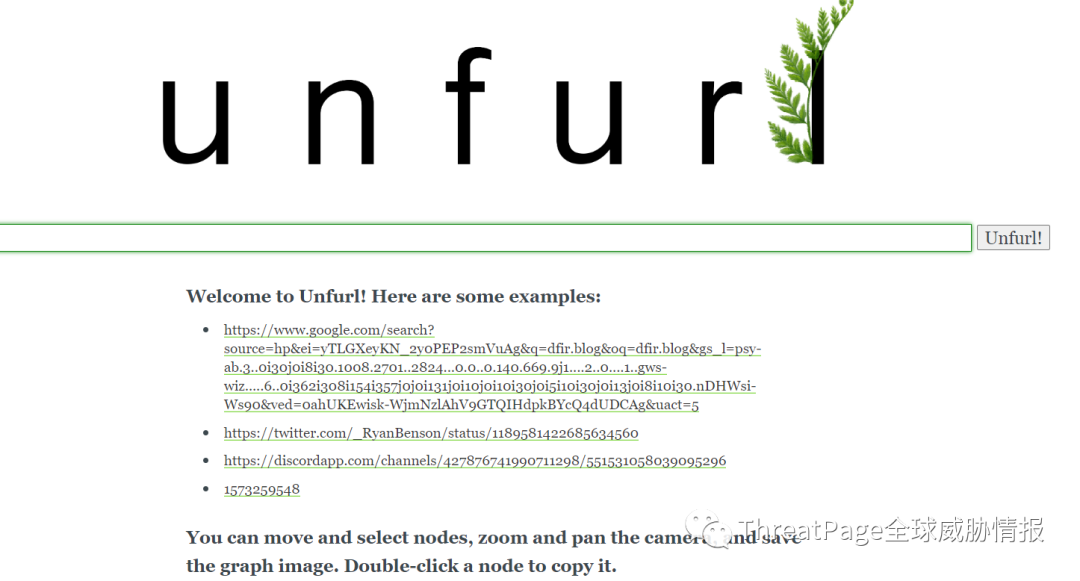 unfurl
Unfurl!
Welcome to Unfurl! Here are some examples:
https://www.google.com/search?
source=hp&ei=yTLGXeyKN_2y0PEP2smVuAg&q=dfir.blog&oq=dfir.blog&gs_l=psy-
ab.3..0i30j0i8i30.1008.2701..2824...0.0..0.140.669.9j1....2..0....1..gws-
wiz.....6..0i362i308i154i357j0j0i131j0i10j0i10i30j0i5i10i30j0i13j0i8i10i30.nDHWsi-
Ws90&ved=0ahUKEwisk-WjmNzlAhV9GTQIHdpkBYcQ4dUDCAg&uact=5
https://twitter.com/_RyanBenson/status/1189581422685634560
https://discordapp.com/channels/427876741990711298/551531058039095296
1573259548
You can move and select nodes, zoom and pan the camera, and save
the graph image. Double-click a node to copy it.
ThreatPage全球威胁情报